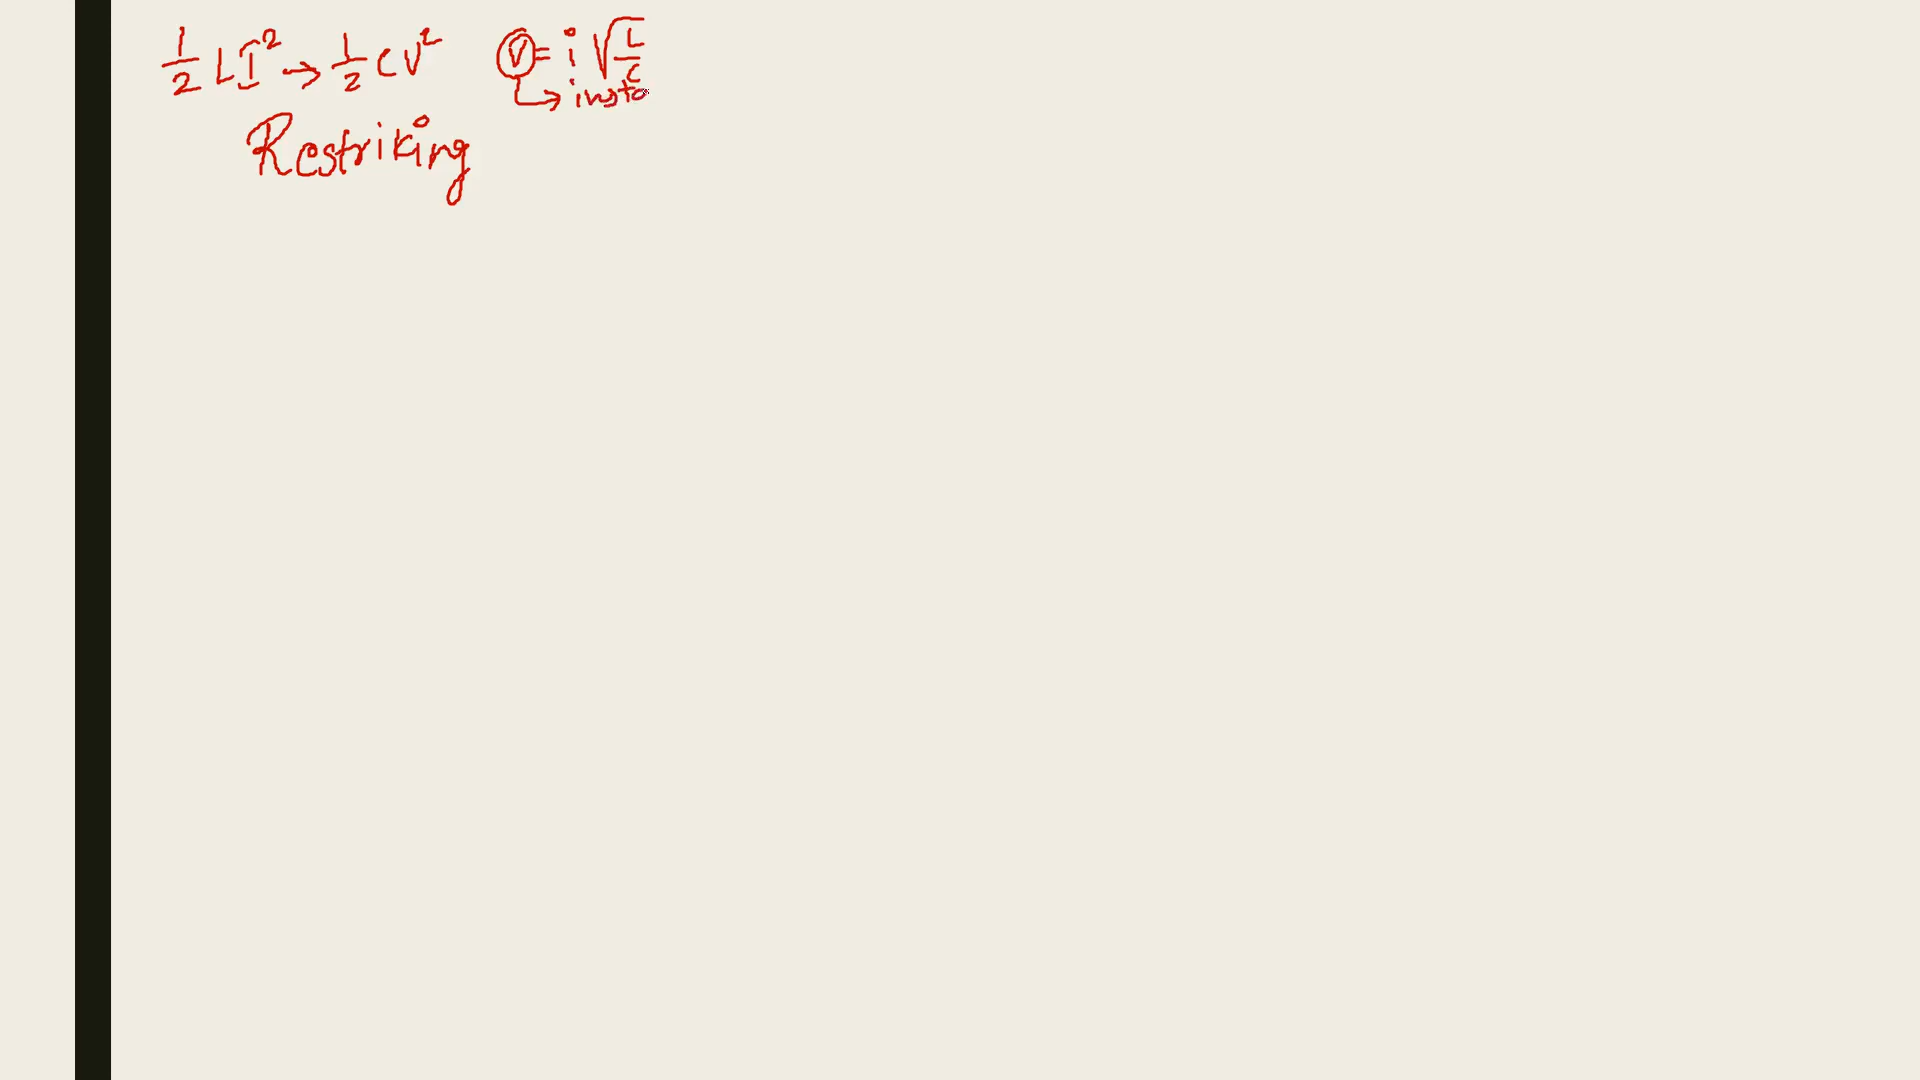 ½ LI² → ½ CV² V = i √(L/C)
↳ insta
Restriking